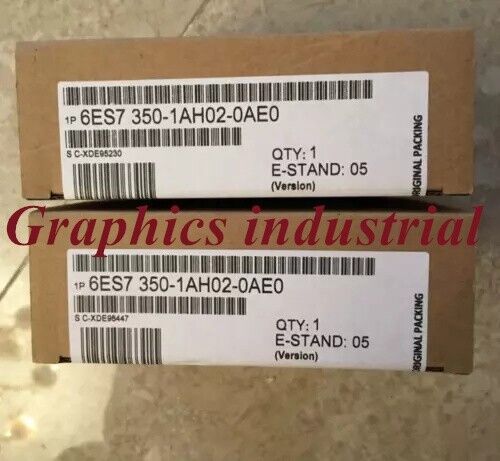 1P 6ES7 350-1AH02-0AE0
S C-XDE95230
QTY: 1
E-STAND: 05
(Version)
ORIGINAL PACKING
Graphics industrial
1P 6ES7 350-1AH02-0AE0
S C-XDE95447
QTY: 1
E-STAND: 05
(Version)
ORIGINAL PACKING